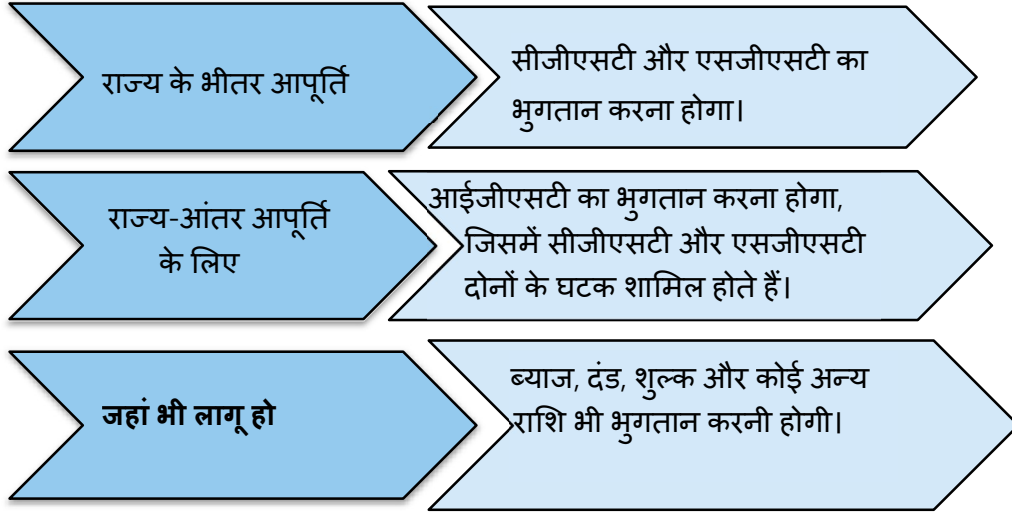 राज्य के भीतर आपूर्ति
सीजीएसटी और एसजीएसटी का
भुगतान करना होगा।
राज्य-आंतर आपूर्ति
के लिए
आईजीएसटी का भुगतान करना होगा,
जिसमें सीजीएसटी और एसजीएसटी
दोनों के घटक शामिल होते हैं।
जहां भी लागू हो
ब्याज, दंड, शुल्क और कोई अन्य
राशि भी भुगतान करनी होगी।